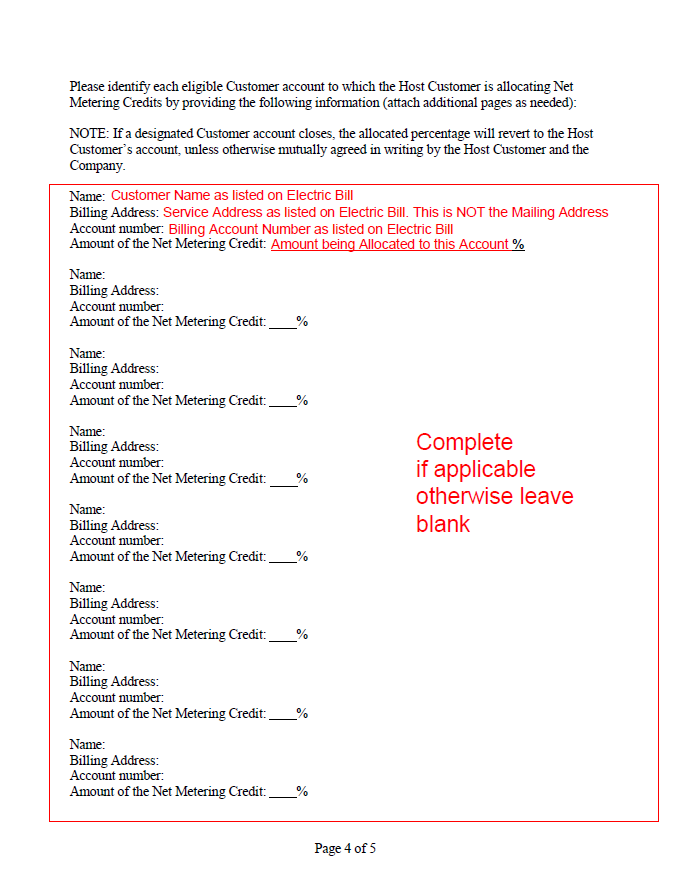 Please identify each eligible Customer account to which the Host Customer is allocating Net
Metering Credits by providing the following information (attach additional pages as needed):
NOTE: If a designated Customer account closes, the allocated percentage will revert to the Host
Customer's account, unless otherwise mutually agreed in writing by the Host Customer and the
Company.
Name: Customer Name as listed on Electric Bill
Billing Address: Service Address as listed on Electric Bill. This is NOT the Mailing Address
Account number: Billing Account Number as listed on Electric Bill
Amount of the Net Metering Credit: Amount being Allocated to this Account %
Name:
Billing Address:
Account number:
Amount of the Net Metering Credit: ____%
Name:
Billing Address:
Account number:
Amount of the Net Metering Credit: ____%
Name:
Billing Address:
Account number:
Amount of the Net Metering Credit: ____%
Complete
if applicable
otherwise leave
blank
Name:
Billing Address:
Account number:
Amount of the Net Metering Credit: ____%
Name:
Billing Address:
Account number:
Amount of the Net Metering Credit: ____%
Name:
Billing Address:
Account number:
Amount of the Net Metering Credit: ____%
Name:
Billing Address:
Account number:
Amount of the Net Metering Credit: ____%
Page 4 of 5